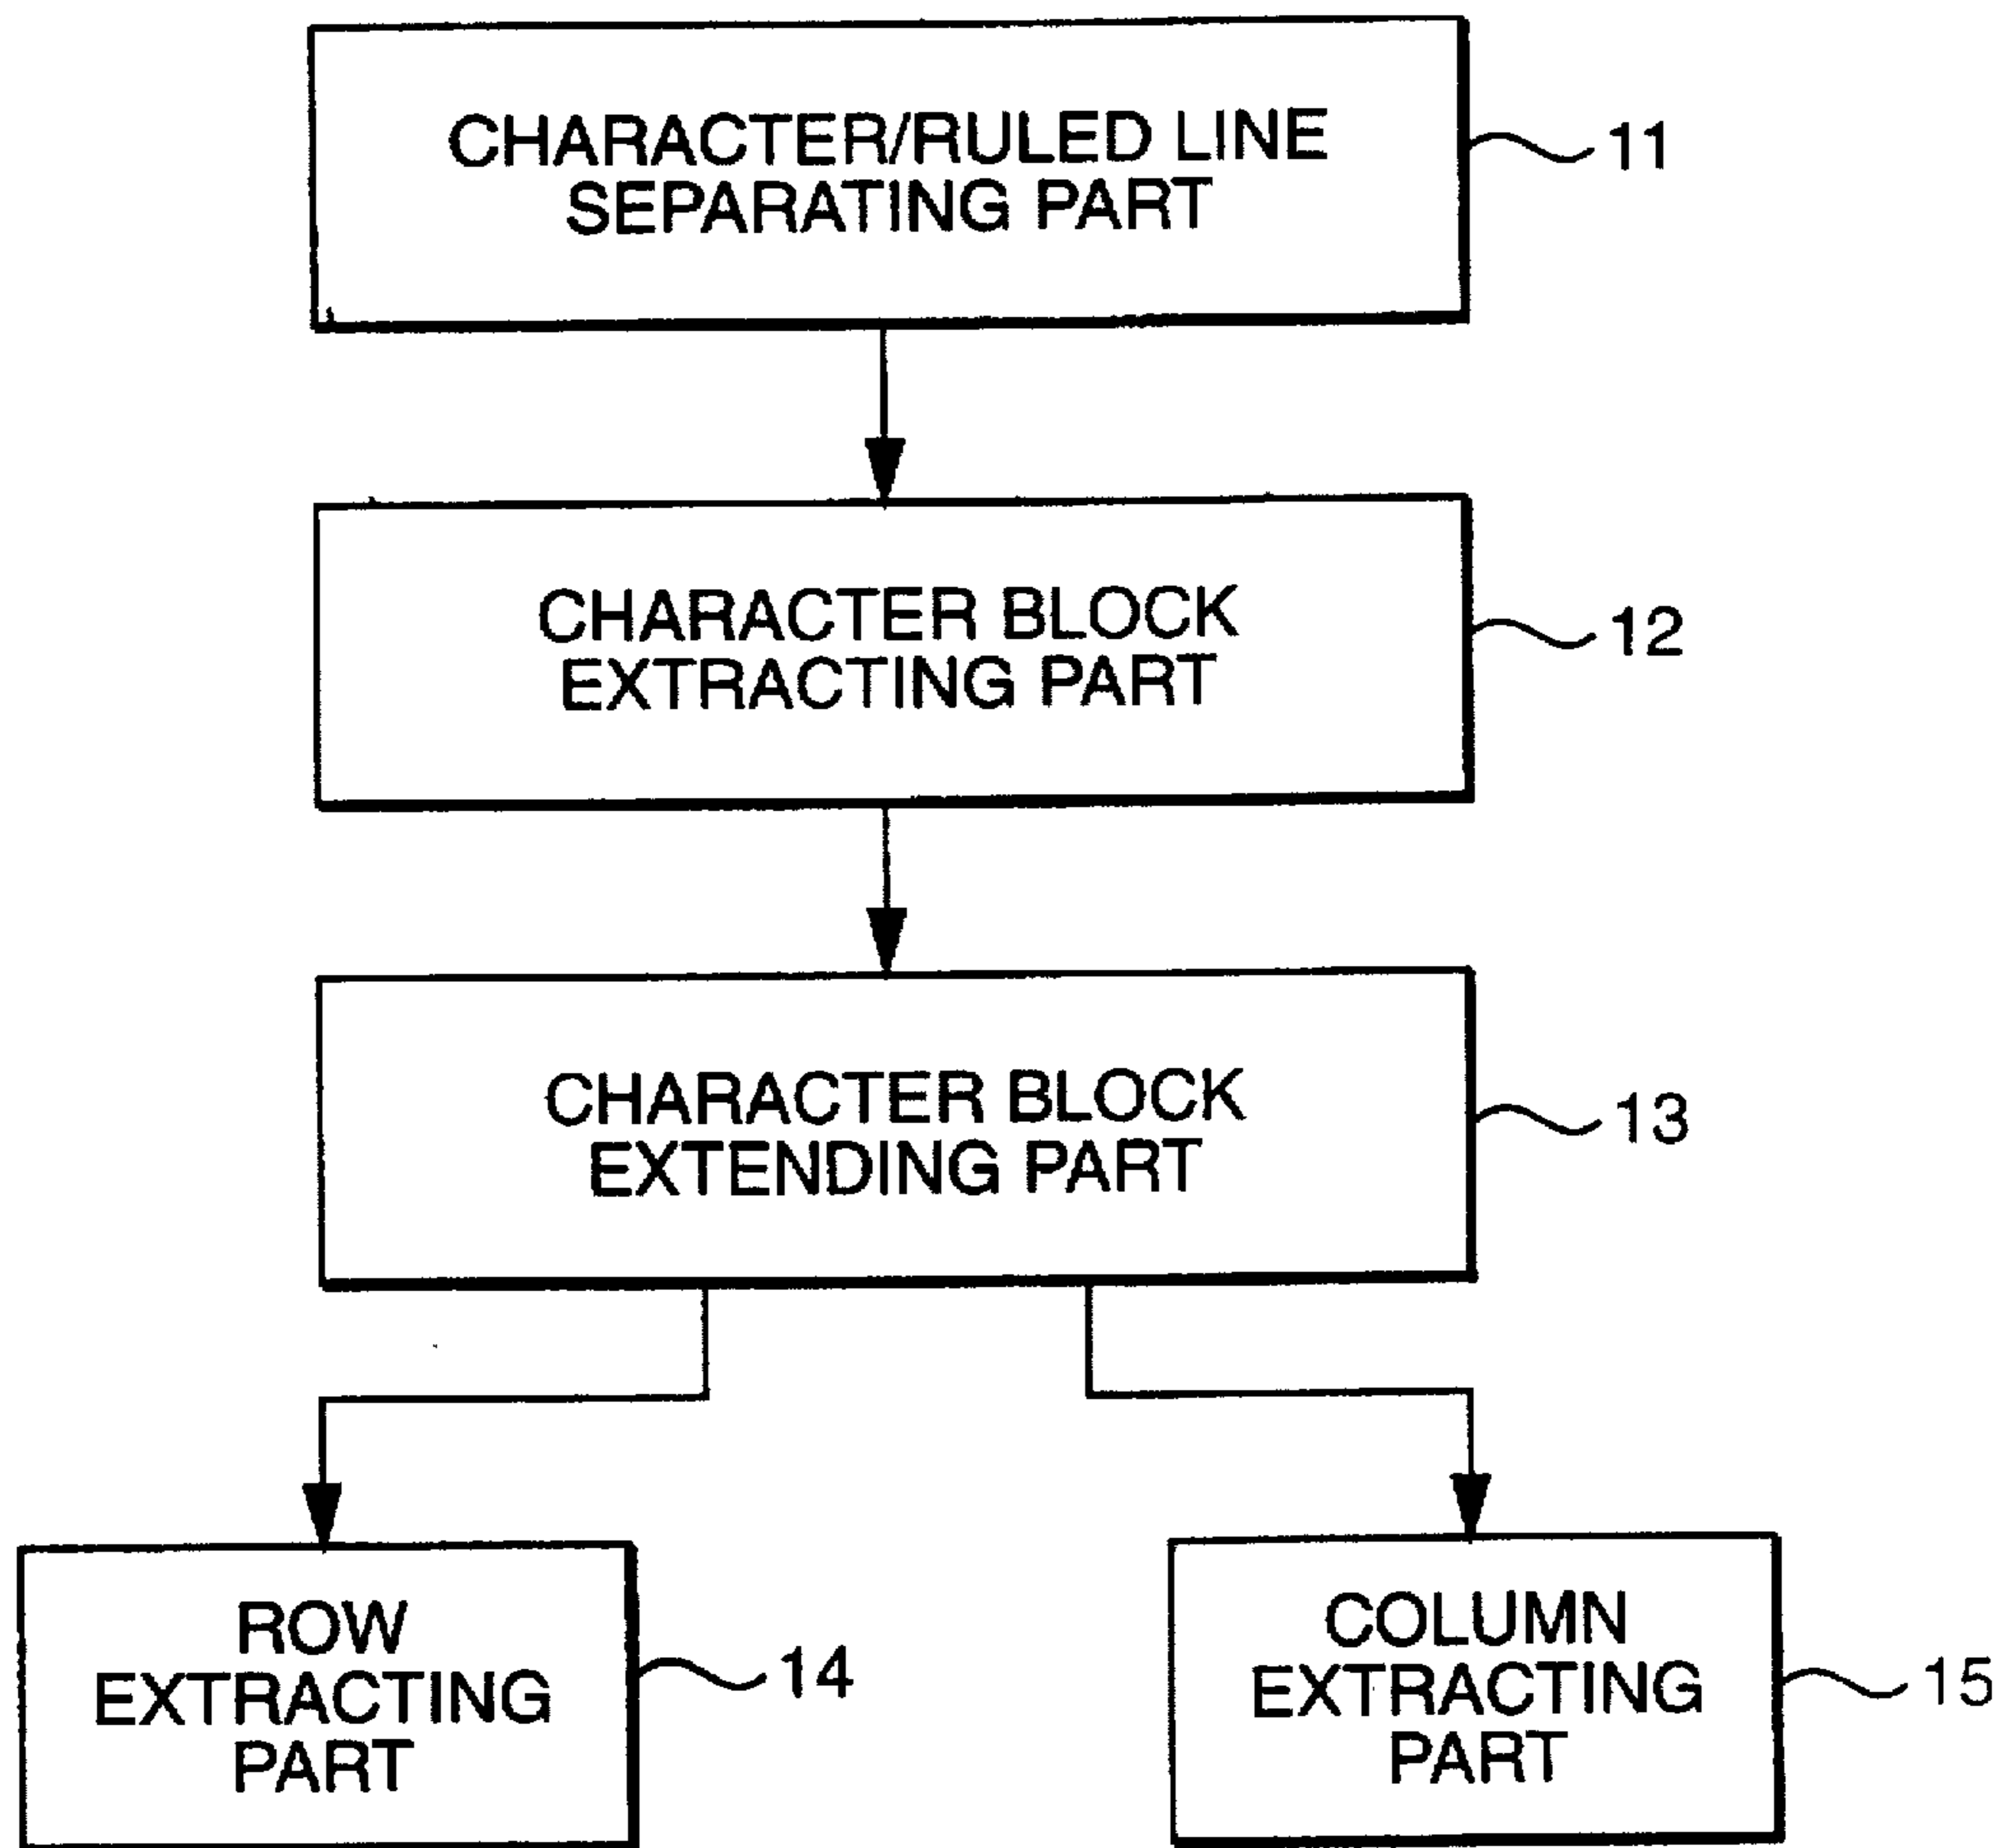 CHARACTER/RULED LINE
SEPARATING PART
11
CHARACTER BLOCK
EXTRACTING PART
12
CHARACTER BLOCK
EXTENDING PART
13
ROW
EXTRACTING
PART
14
COLUMN
EXTRACTING
PART
15